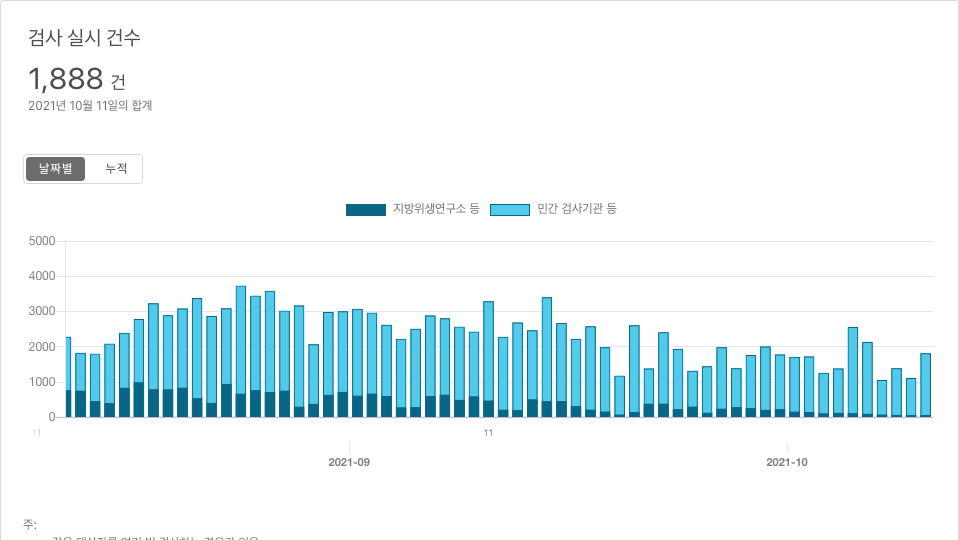 검사 실시 건수
1,888 건
2021년 10월 11일의 합계
날짜별 누적
지방위생연구소 등 민간 검사기관 등
5000
4000
3000
2000
1000
0
11 11
2021-09 2021-10
주: